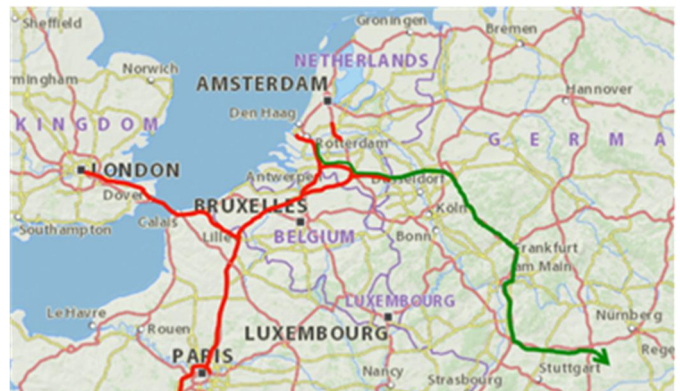 Sheffield
Groningen
Bremen
NETHERLANDS
Norwich
rmingham
AMSTERDAM
Hannover
Den Haag
KINGDOM
Rotterdam
GERMA
LONDON
Antwerpen
Dover
BRUXELLES
Köln
Calais
Southampton
Lille
BELGIUM
Bonn
Frankfurt
am Main
LUXEMBOURG
Le Havre
Rouen
LUXEMBOURG
Nürnberg
PARIS
Rege
Nancy
Strasbourg
Stuttgart